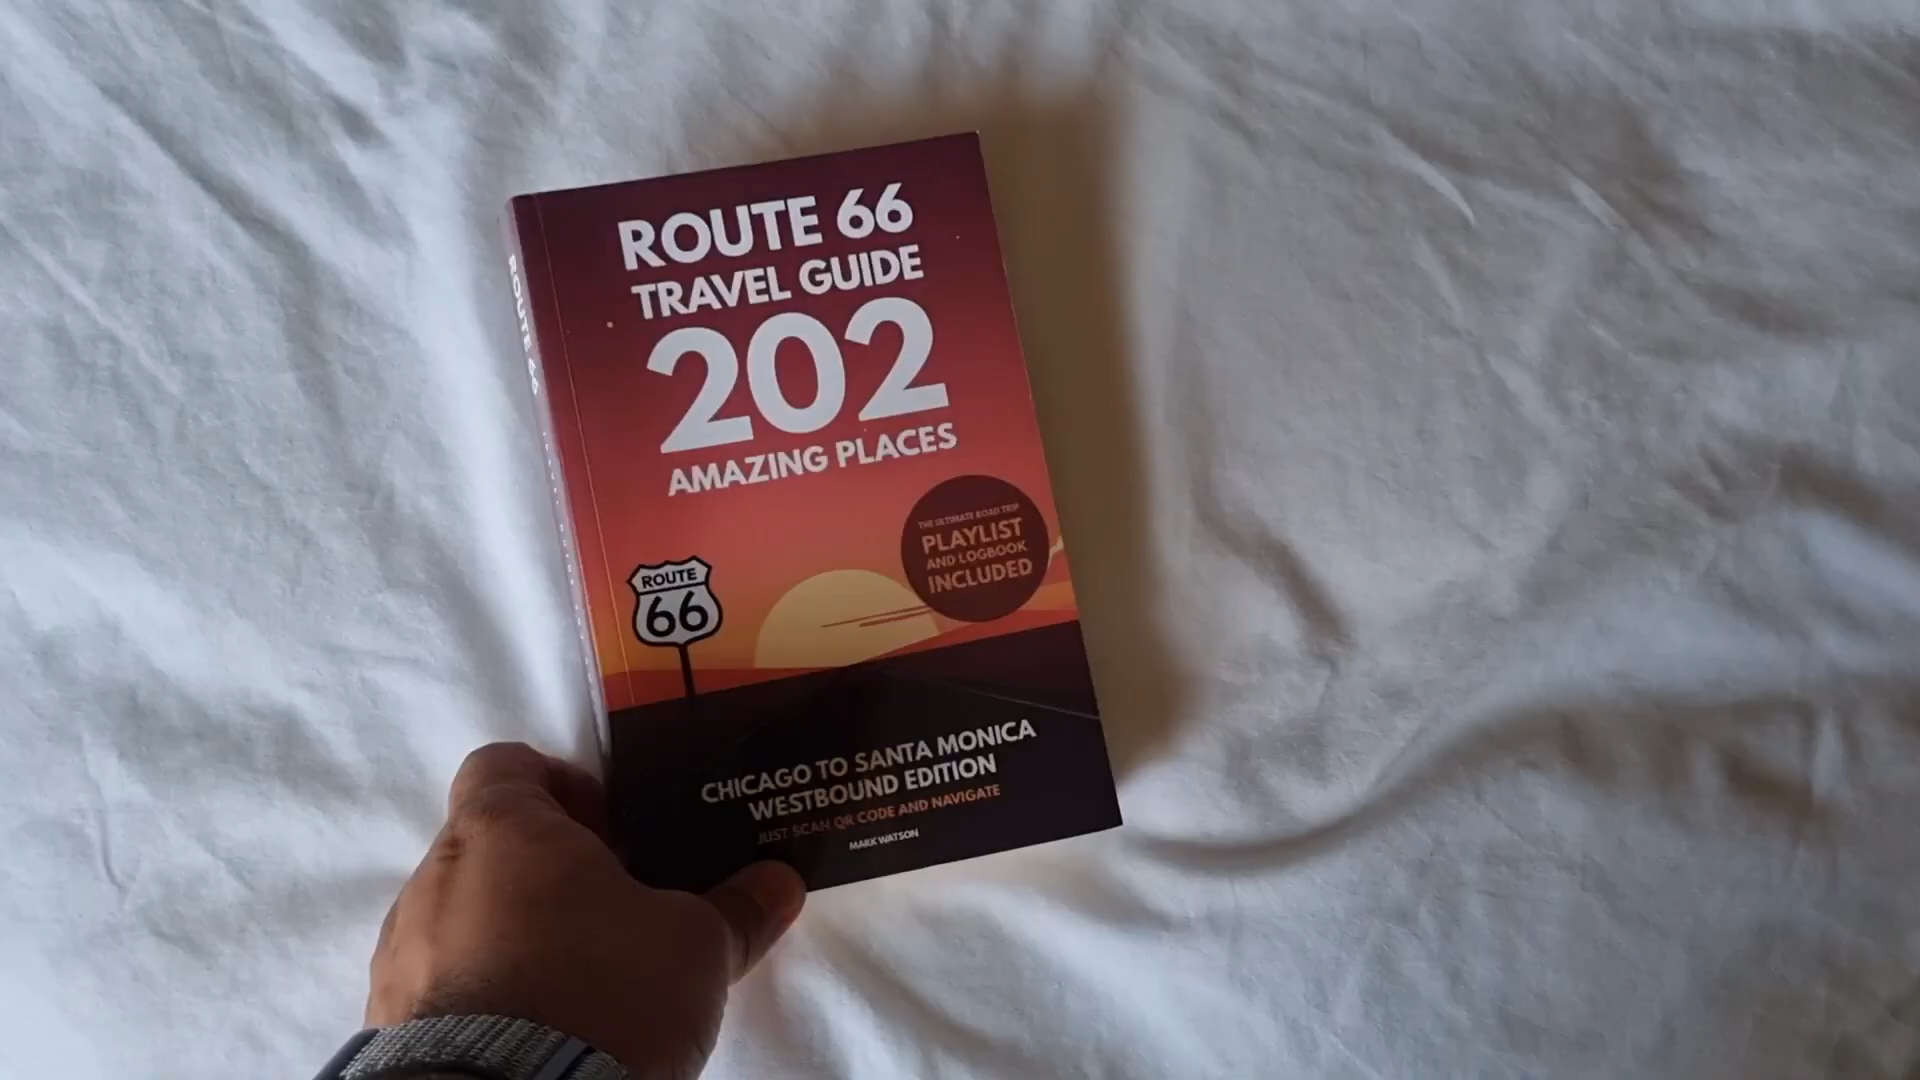 ROUTE 66
TRAVEL GUIDE
202
AMAZING PLACES
THE ULTIMATE ROAD TRIP
PLAYLIST
AND LOGBOOK
INCLUDED
ROUTE
66
CHICAGO TO SANTA MONICA
WESTBOUND EDITION
JUST SCAN QR CODE AND NAVIGATE
MARK WATSON
ROUTE 66